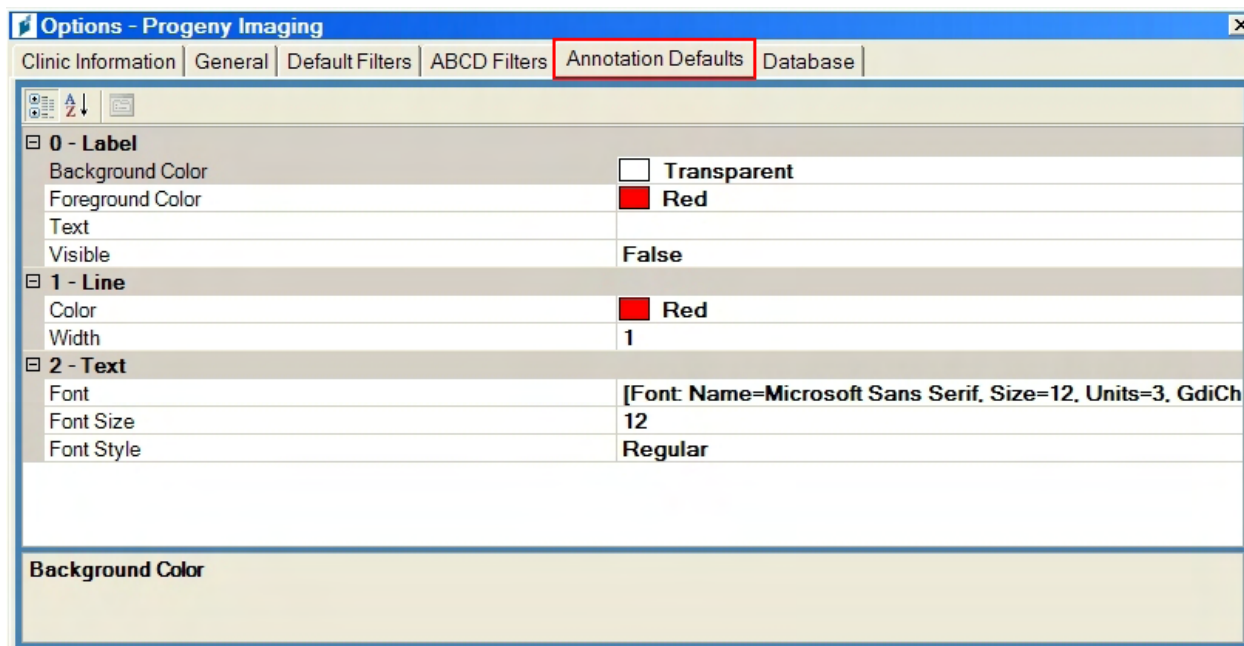 Options - Progeny Imaging
Clinic Information General Default Filters ABCD Filters Annotation Defaults Database
0 - Label
Background Color Transparent
Foreground Color Red
Text
Visible False
1 - Line
Color Red
Width 1
2 - Text
Font [Font: Name=Microsoft Sans Serif, Size=12, Units=3, GdiCh
Font Size 12
Font Style Regular
Background Color